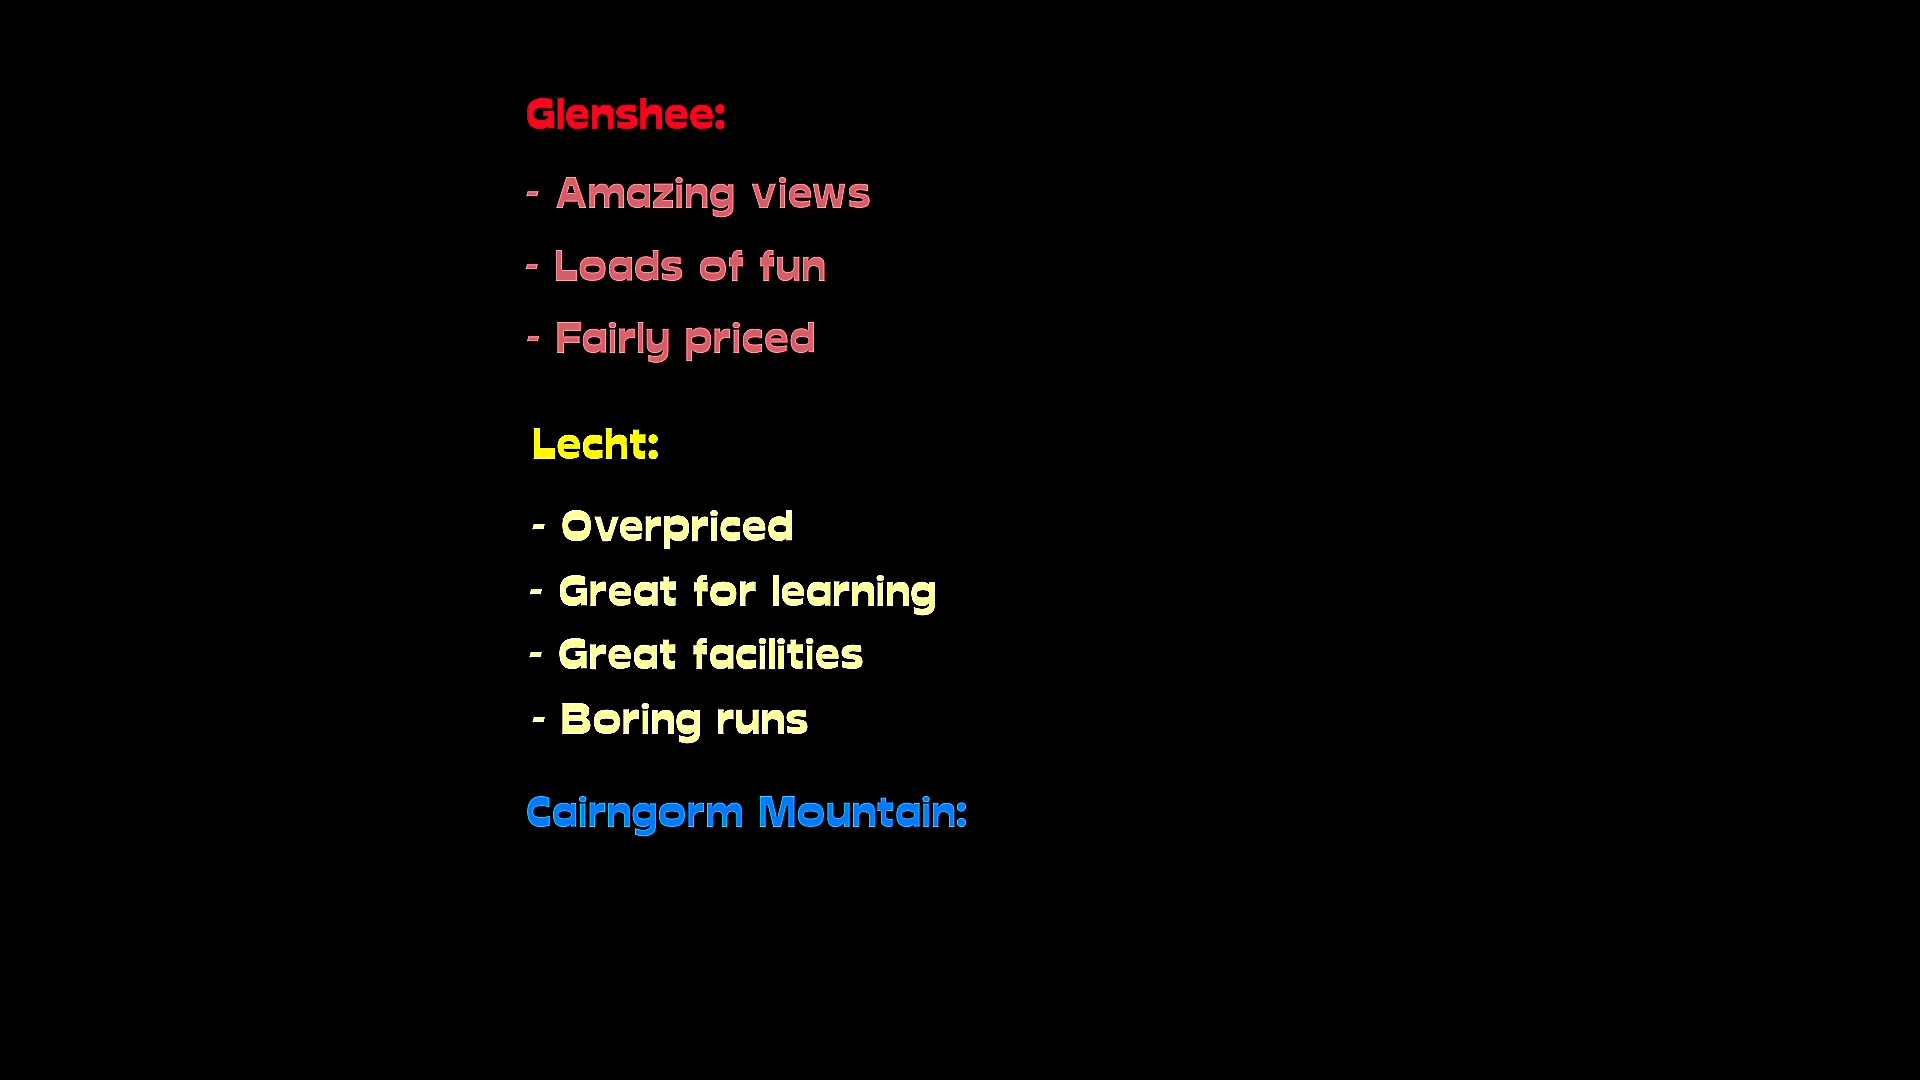 Glenshee:
- Amazing views
- Loads of fun
- Fairly priced
Lecht:
- Overpriced
- Great for learning
- Great facilities
- Boring runs
Cairngorm Mountain: